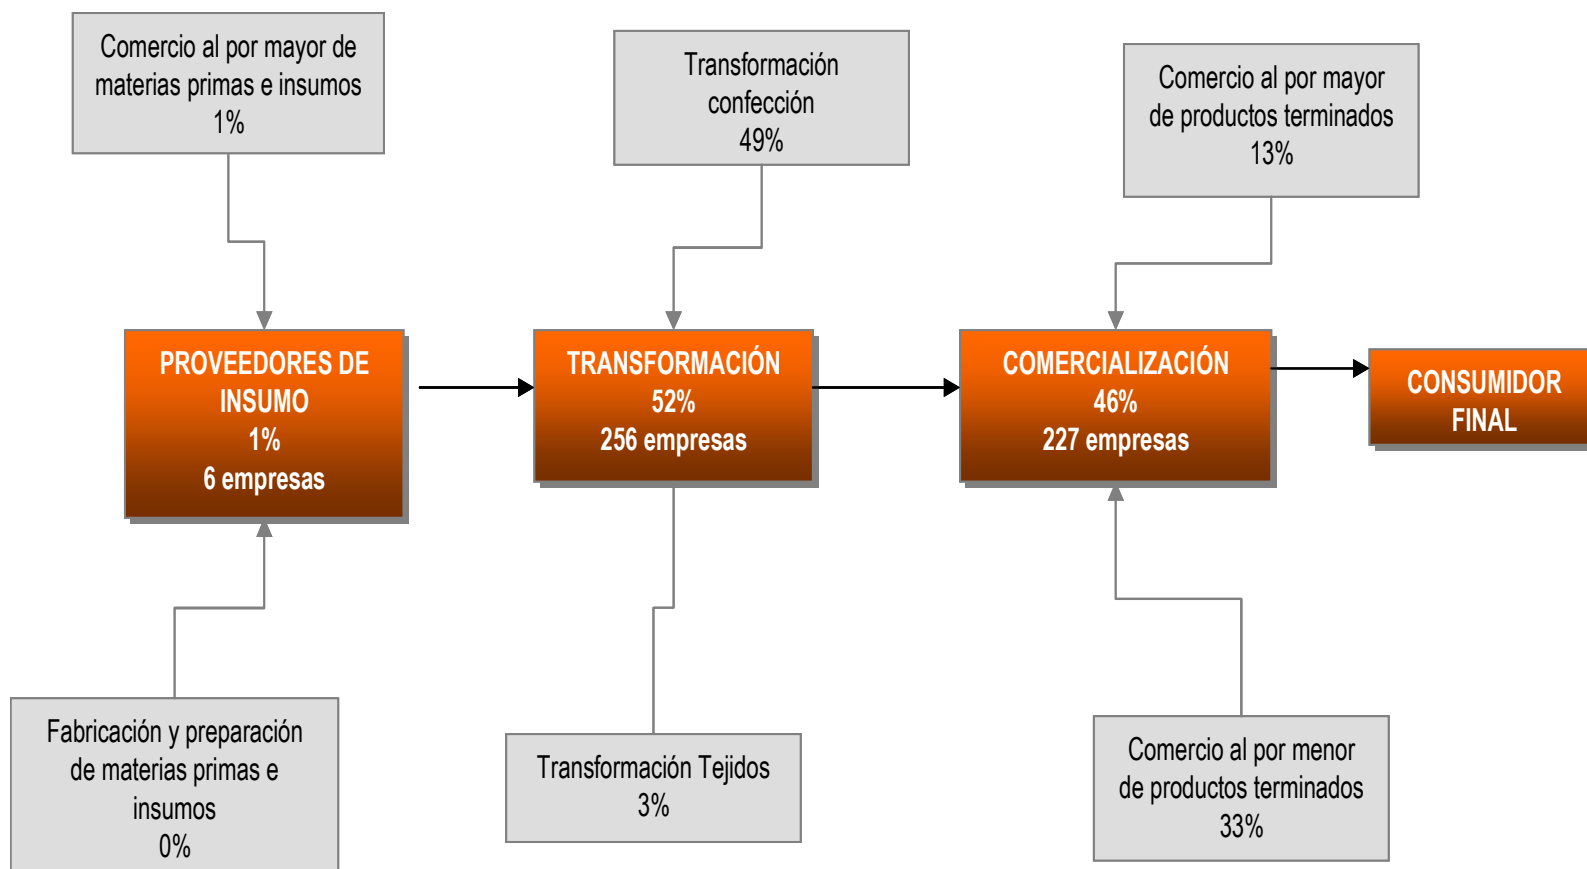 Comercio al por mayor de
materias primas e insumos
1%
Transformación
confección
49%
Comercio al por mayor
de productos terminados
13%
PROVEEDORES DE
INSUMO
1%
6 empresas
TRANSFORMACIÓN
52%
256 empresas
COMERCIALIZACIÓN
46%
227 empresas
CONSUMIDOR
FINAL
Fabricación y preparación
de materias primas e
insumos
0%
Transformación Tejidos
3%
Comercio al por menor
de productos terminados
33%